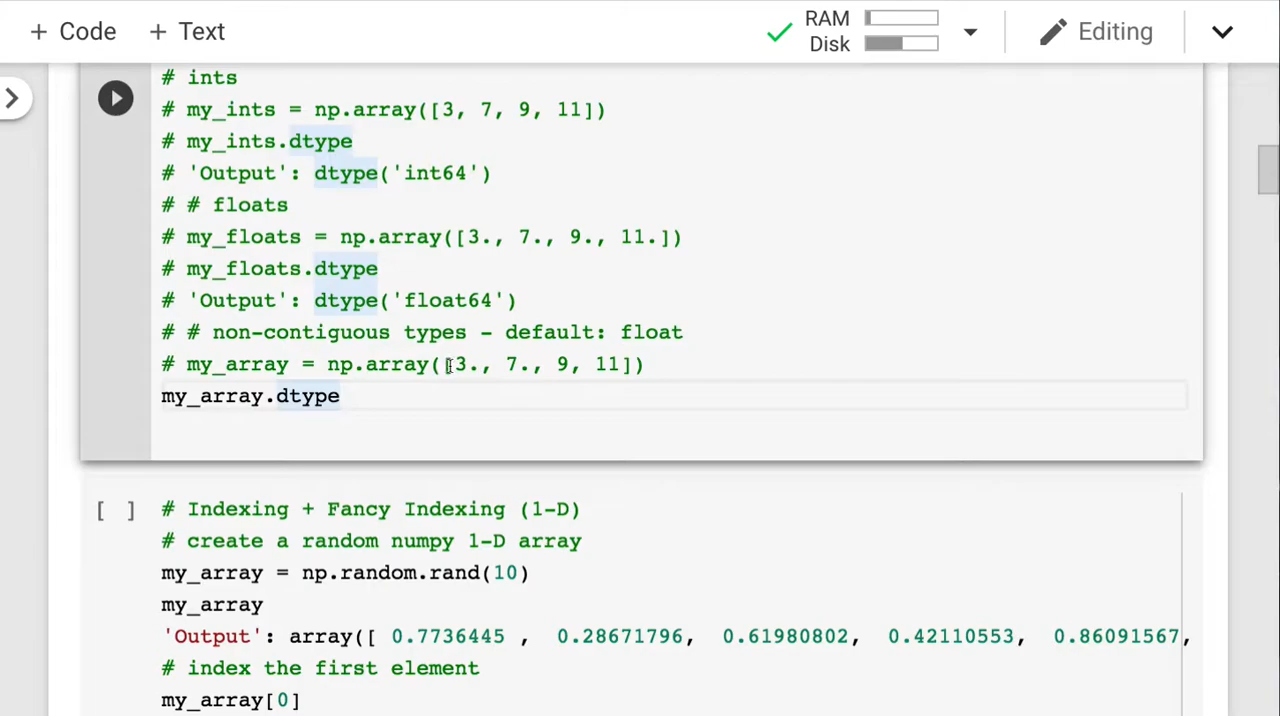 + Code + Text
RAM
Disk
Editing
# ints
# my_ints = np.array([3, 7, 9, 11])
# my_ints.dtype
# 'Output': dtype('int64')
# # floats
# my_floats = np.array([3., 7., 9., 11.])
# my_floats.dtype
# 'Output': dtype('float64')
# # non-contiguous types - default: float
# my_array = np.array([3., 7., 9, 11])
my_array.dtype
[ ] # Indexing + Fancy Indexing (1-D)
# create a random numpy 1-D array
my_array = np.random.rand(10)
my_array
'Output': array([ 0.7736445 , 0.28671796, 0.61980802, 0.42110553, 0.86091567,
# index the first element
my_array[0]